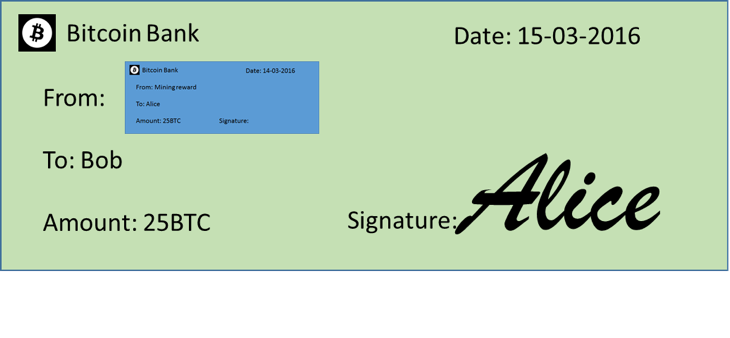 Bitcoin Bank
Date: 15-03-2016
From:
Bitcoin Bank
Date: 14-03-2016
From: Mining reward
To: Alice
Amount: 25BTC
Signature:
To: Bob
Amount: 25BTC
Signature: Alice